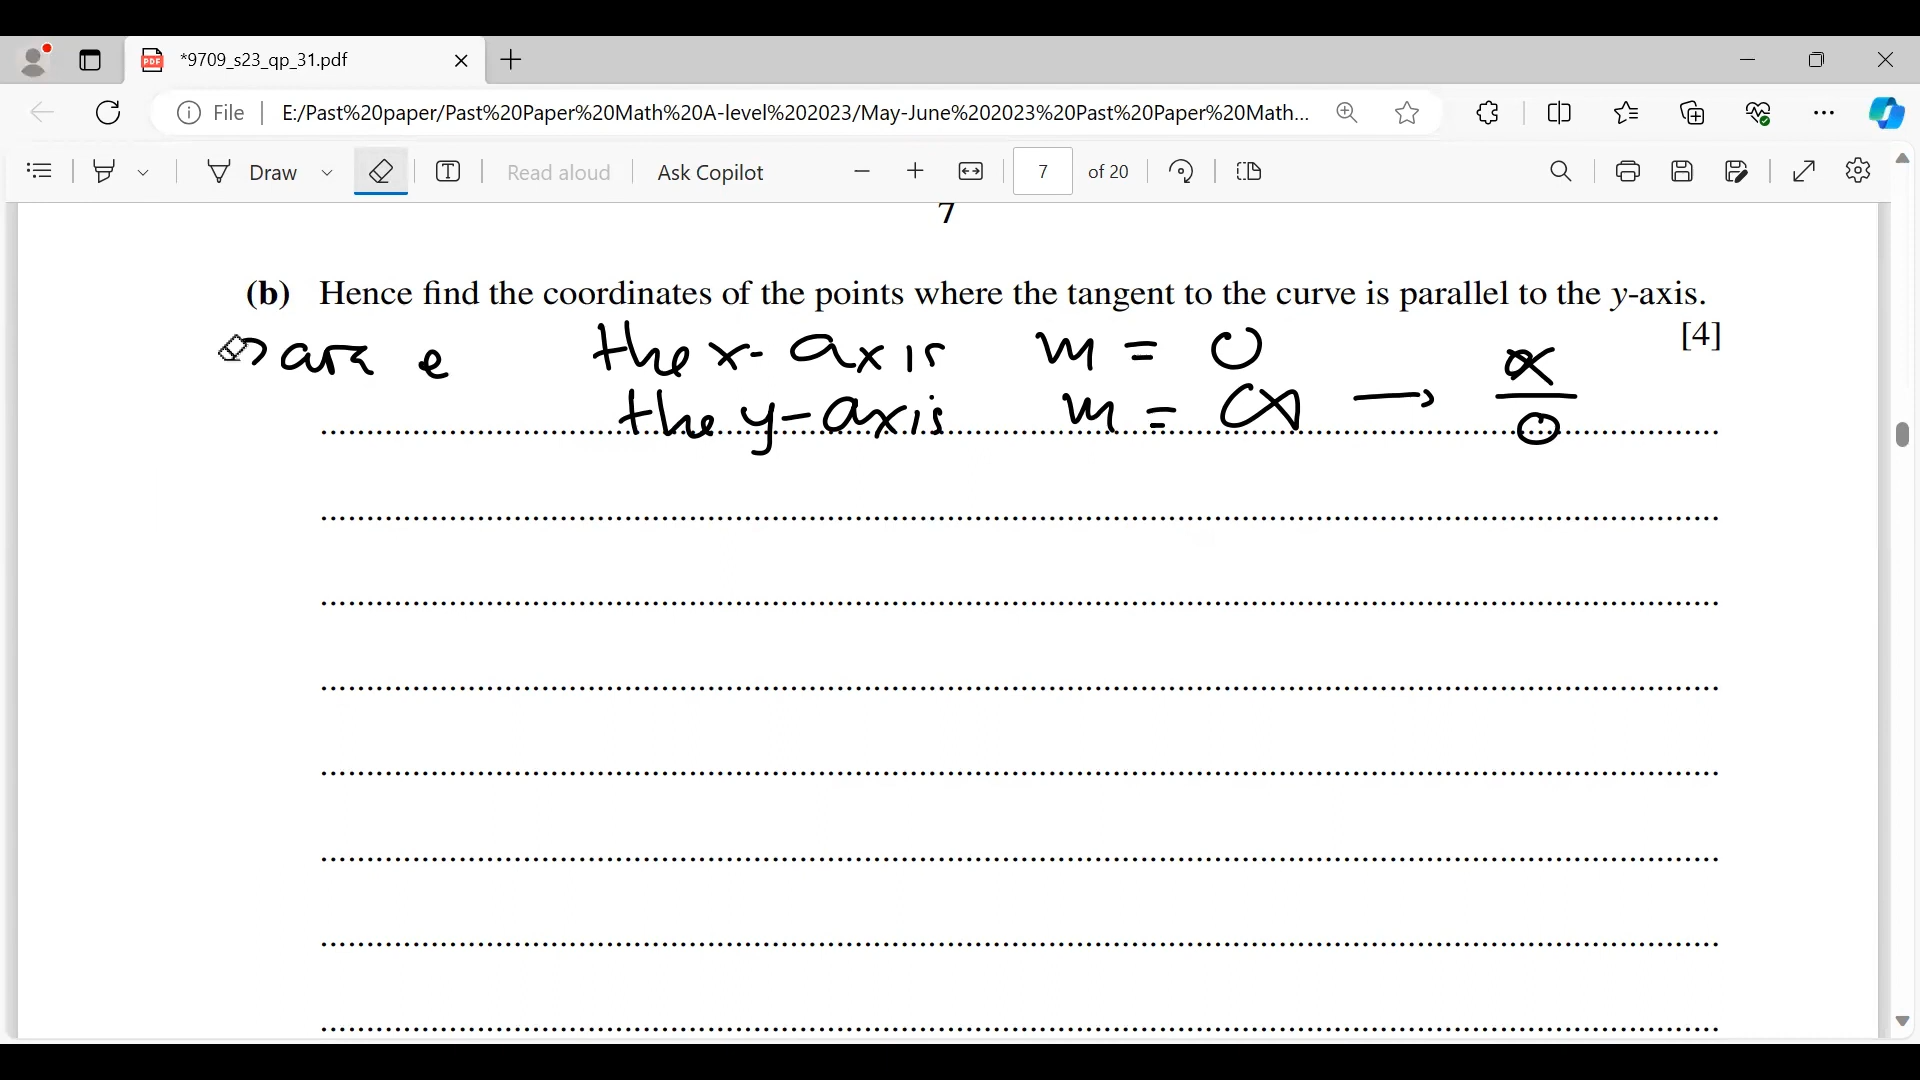 *9709_s23_qp_31.pdf
File E:/Past%20paper/Past%20Paper%20Math%20A-level%202023/May-June%202023%20Past%20Paper%20Math...
Draw Read aloud Ask Copilot 7 of 20
7
(b) Hence find the coordinates of the points where the tangent to the curve is parallel to the y-axis.
[4]
the x-axis m = 0
the y-axis m = ∞ → ∝/0